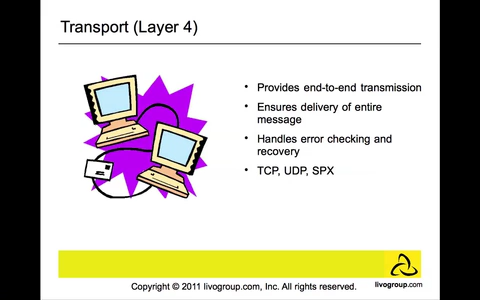 Transport (Layer 4)
• Provides end-to-end transmission
• Ensures delivery of entire
message
• Handles error checking and
recovery
• TCP, UDP, SPX
livogroup.com
Copyright © 2011 livogroup.com, Inc. All rights reserved.